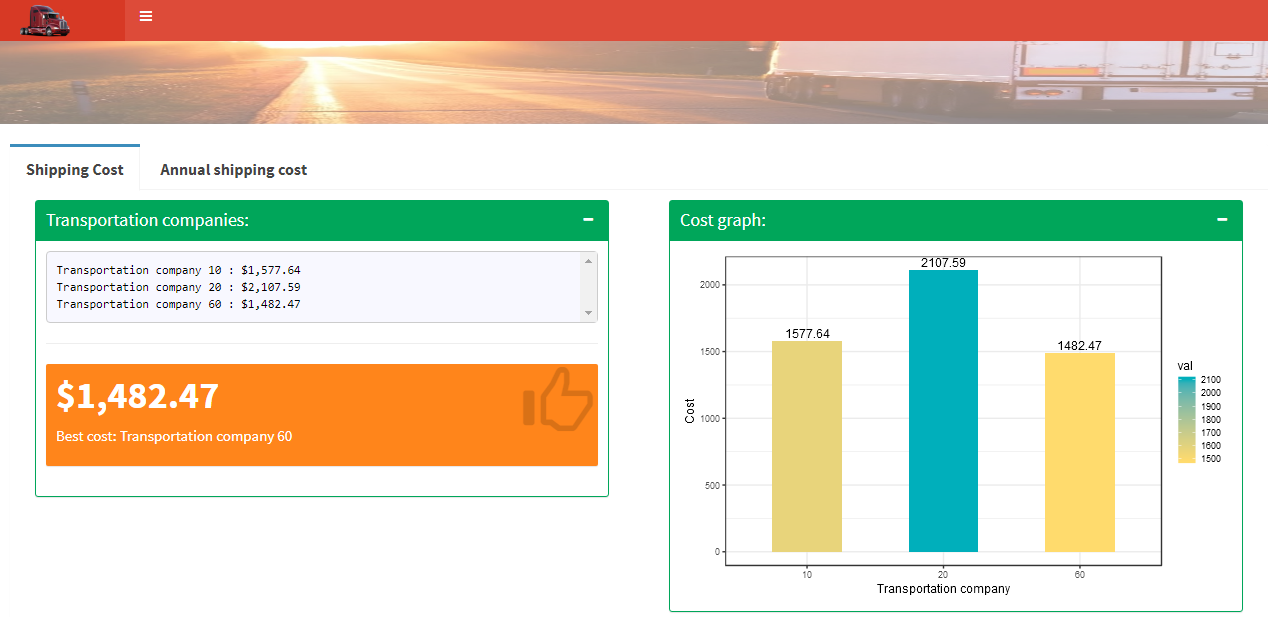 Shipping Cost
Annual shipping cost
Transportation companies:
Transportation company 10 : $1,577.64
Transportation company 20 : $2,107.59
Transportation company 60 : $1,482.47
$1,482.47
Best cost: Transportation company 60
Cost graph:
2107.59
1577.64
1482.47
2000
1500
1000
500
0
Cost
10
20
60
Transportation company
val
2100
2000
1900
1800
1700
1600
1500